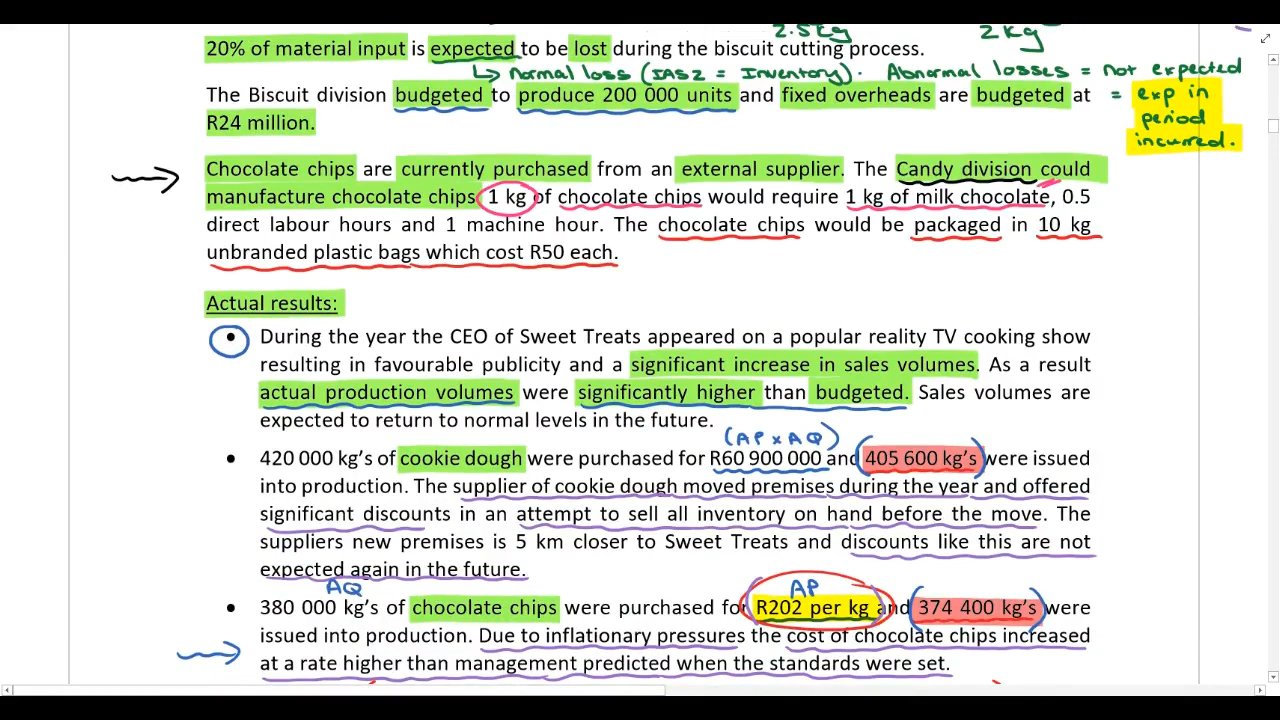 2.5kg 2kg
20% of material input is expected to be lost during the biscuit cutting process.
↳ normal loss (IAS2 = Inventory). Abnormal losses = not expected
The Biscuit division budgeted to produce 200 000 units and fixed overheads are budgeted at
= exp in
R24 million.
period
incurred.
Chocolate chips are currently purchased from an external supplier. The Candy division could
manufacture chocolate chips. 1 kg of chocolate chips would require 1 kg of milk chocolate, 0.5
direct labour hours and 1 machine hour. The chocolate chips would be packaged in 10 kg
unbranded plastic bags which cost R50 each.
Actual results:
• During the year the CEO of Sweet Treats appeared on a popular reality TV cooking show
resulting in favourable publicity and a significant increase in sales volumes. As a result
actual production volumes were significantly higher than budgeted. Sales volumes are
expected to return to normal levels in the future.
(AP x AQ)
• 420 000 kg's of cookie dough were purchased for R60 900 000 and 405 600 kg's were issued
into production. The supplier of cookie dough moved premises during the year and offered
significant discounts in an attempt to sell all inventory on hand before the move. The
suppliers new premises is 5 km closer to Sweet Treats and discounts like this are not
expected again in the future.
AQ AP
• 380 000 kg's of chocolate chips were purchased for R202 per kg and 374 400 kg's were
issued into production. Due to inflationary pressures the cost of chocolate chips increased
at a rate higher than management predicted when the standards were set.